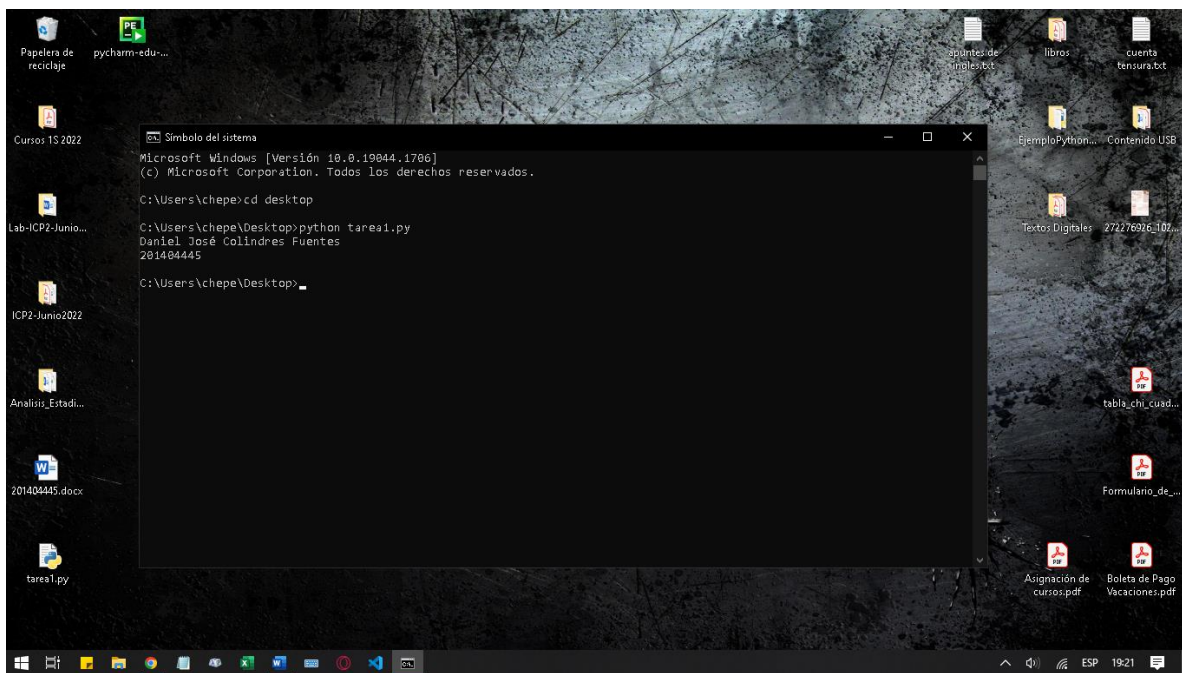 Papelera de
reciclaje
pycharm-edu-...
apuntes de
ingles.txt
libros
cuenta
tensura.txt
Cursos 1S 2022
EjemploPython...
Contenido USB
Símbolo del sistema
Microsoft Windows [Versión 10.0.19044.1706]
(c) Microsoft Corporation. Todos los derechos reservados.
C:\Users\chepe>cd desktop
C:\Users\chepe\Desktop>python tarea1.py
Daniel José Colindres Fuentes
201404445
C:\Users\chepe\Desktop>
Lab-ICP2-Junio...
Textos Digitales
272276926_102...
ICP2-Junio2022
Analisis_Estadi...
tabla_chi_cuad...
201404445.docx
Formulario_de_...
tarea1.py
Asignación de
cursos.pdf
Boleta de Pago
Vacaciones.pdf
ESP
19:21